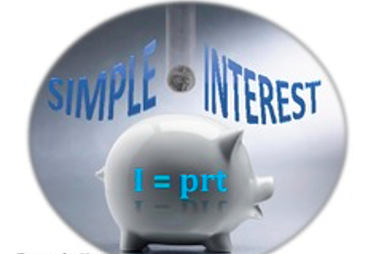 SIMPLE INTEREST
I = prt